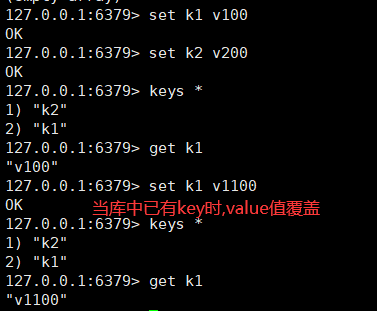 (empty array)
127.0.0.1:6379> set k1 v100
OK
127.0.0.1:6379> set k2 v200
OK
127.0.0.1:6379> keys *
1) "k2"
2) "k1"
127.0.0.1:6379> get k1
"v100"
127.0.0.1:6379> set k1 v1100
OK
当库中已有key时,value值覆盖
127.0.0.1:6379> keys *
1) "k2"
2) "k1"
127.0.0.1:6379> get k1
"v1100"